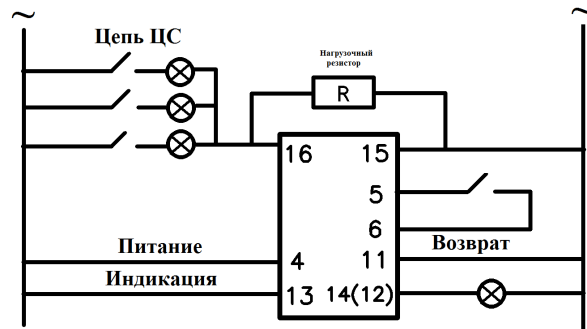 ~ ~
Цепь ЦС
Нагрузочный
резистор
R
16 15
5
6
Питание
Возврат
4 11
Индикация
13 14(12)